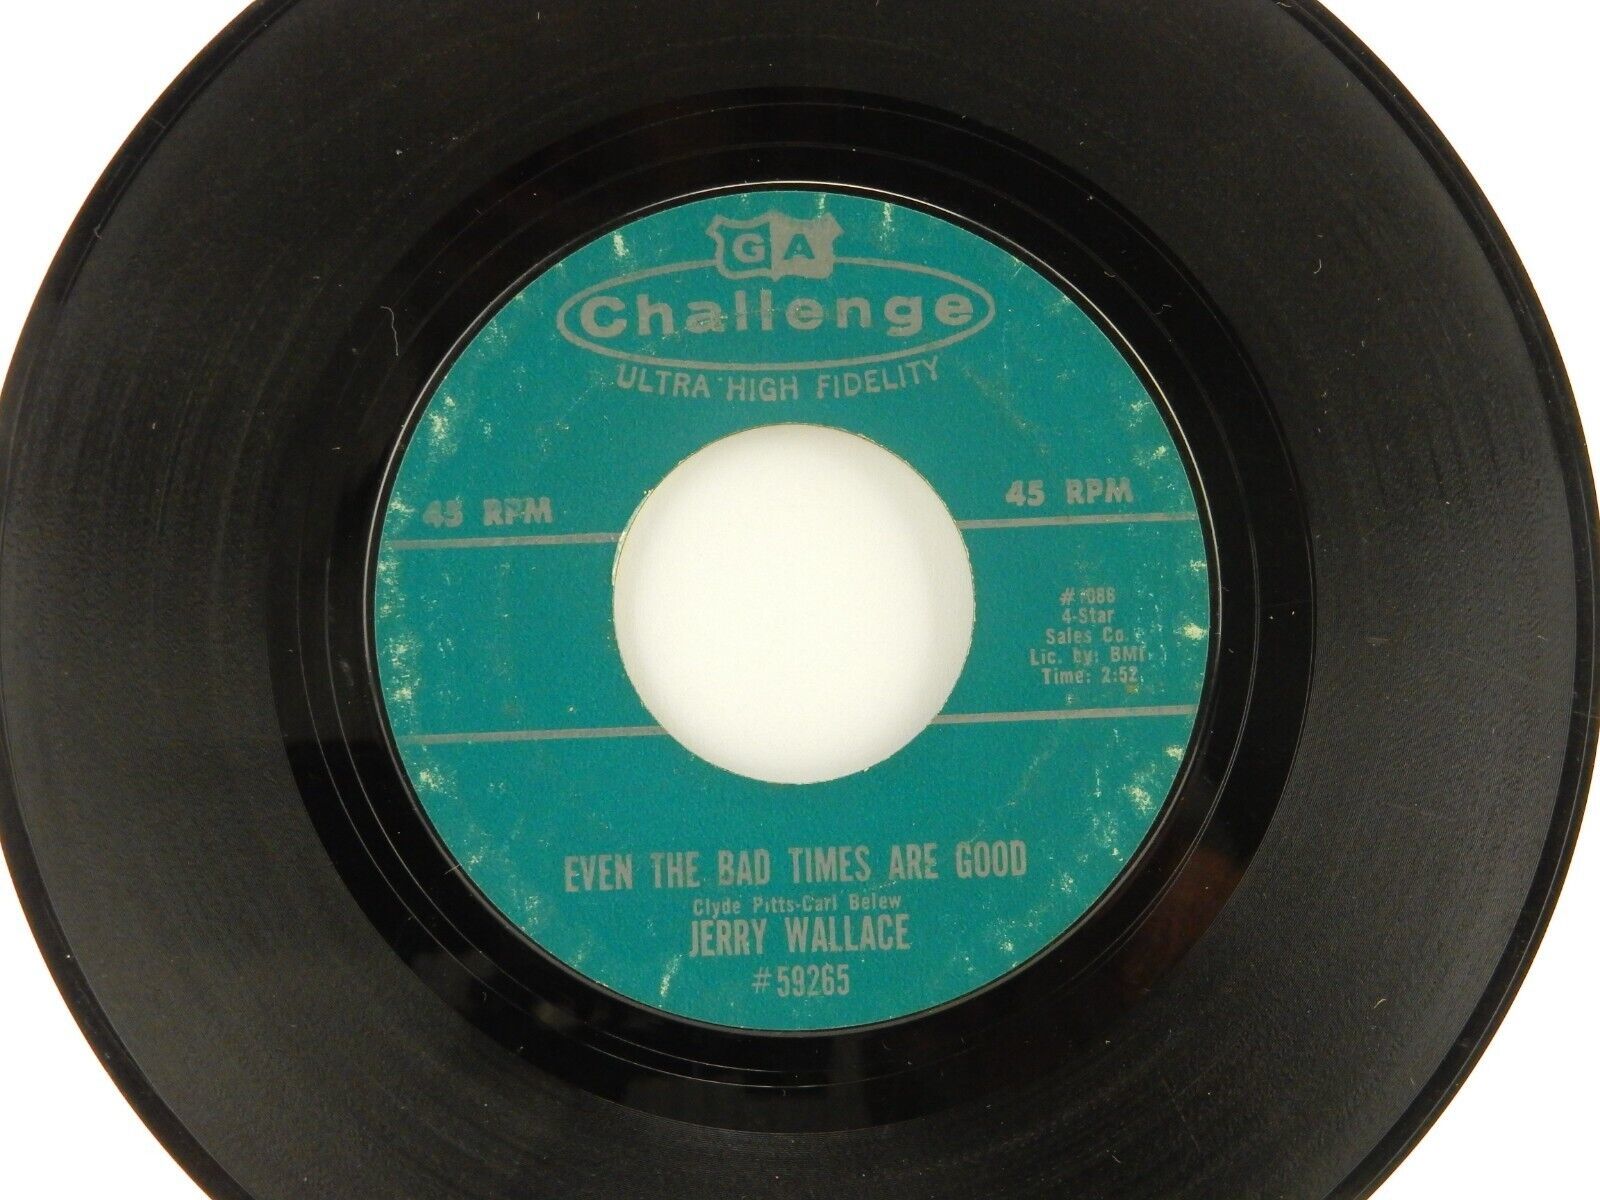 GA
Challenge
ULTRA HIGH FIDELITY
45 RPM
45 RPM
# 1088
4-Star
Sales Co.
Lic. by: BMI
Time: 2:52
EVEN THE BAD TIMES ARE GOOD
Clyde Pitts-Carl Belew
JERRY WALLACE
#59265